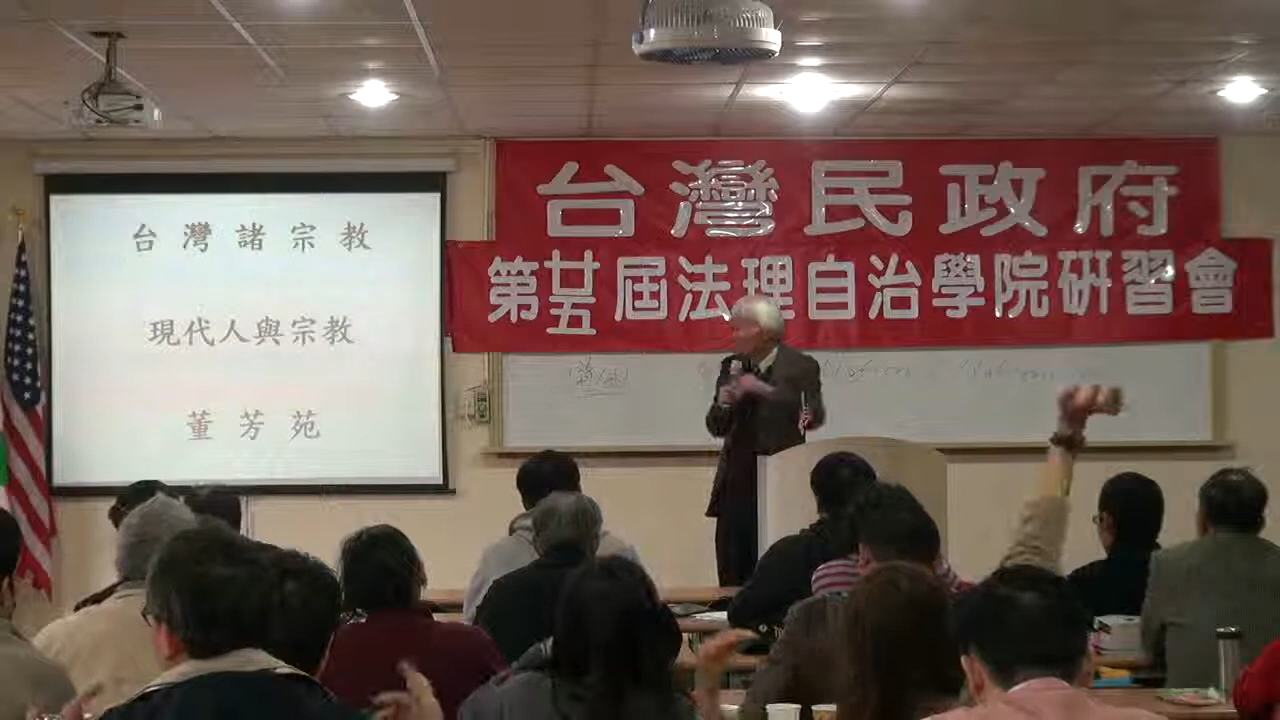 台灣諸宗教
現代人與宗教
董芳苑
台灣民政府
第廿五屆法理自治學院研習會